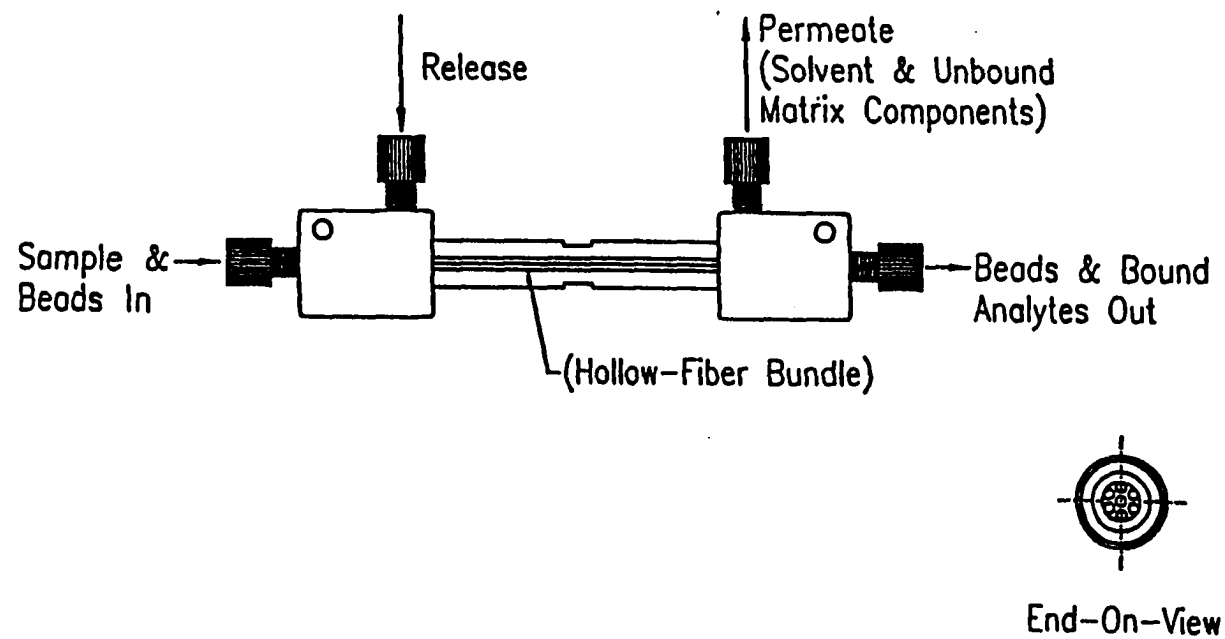 Release
Permeate
(Solvent & Unbound
Matrix Components)
Sample &
Beads In
Beads & Bound
Analytes Out
(Hollow-Fiber Bundle)
End-On-View